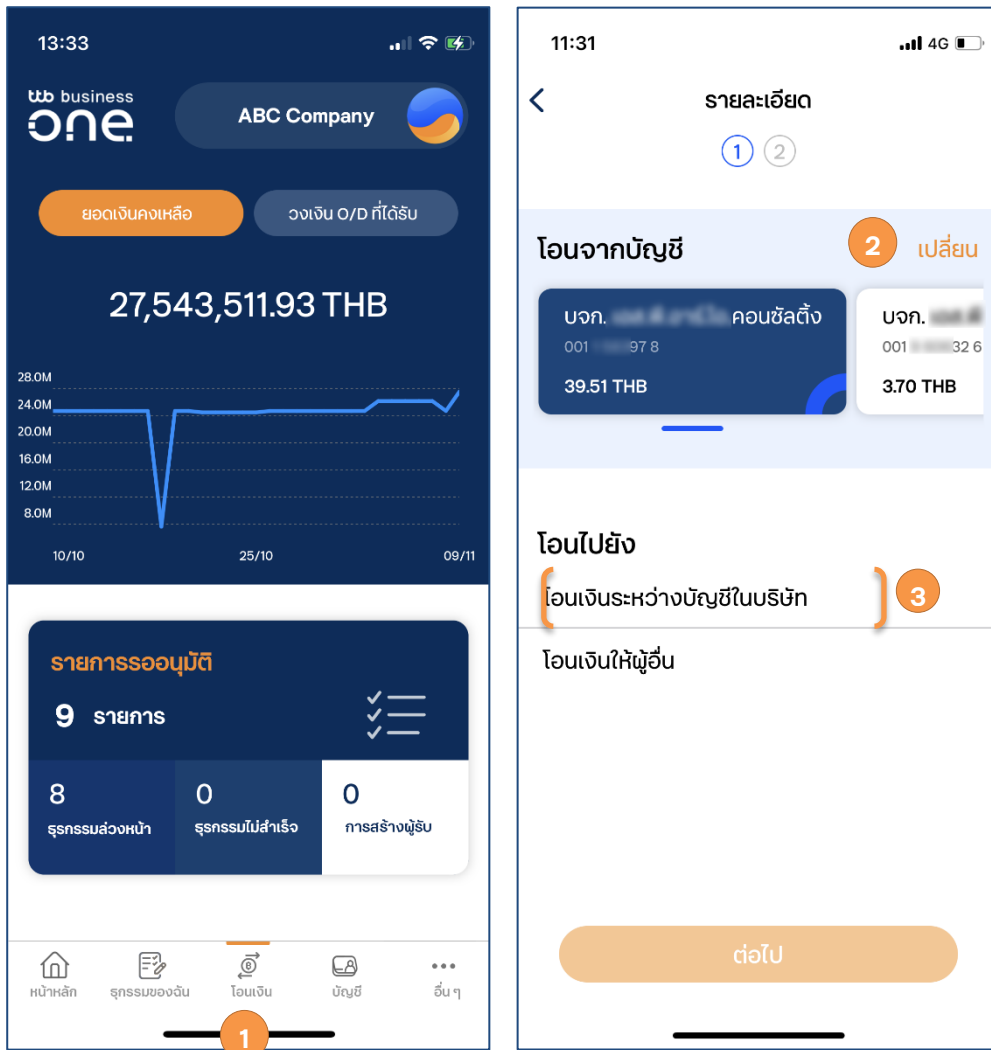 13:33
ttb business
one
ABC Company
ยอดเงินคงเหลือ
วงเงิน O/D ที่ได้รับ
27,543,511.93 THB
28.0M
24.0M
20.0M
16.0M
12.0M
8.0M
10/10
25/10
09/11
รายการรออนุมัติ
9 รายการ
8
ธุรกรรมล่วงหน้า
0
ธุรกรรมไม่สำเร็จ
0
การสร้างผู้รับ
หน้าหลัก
ธุกรรมของฉัน
โอนเงิน
บัญชี
อื่น ๆ
1
11:31
4G
รายละเอียด
1 2
โอนจากบัญชี
2
เปลี่ยน
บจก. คอนซัลติ้ง
001 97 8
39.51 THB
บจก.
001 32 6
3.70 THB
โอนไปยัง
โอนเงินระหว่างบัญชีในบริษัท
3
โอนเงินให้ผู้อื่น
ต่อไป